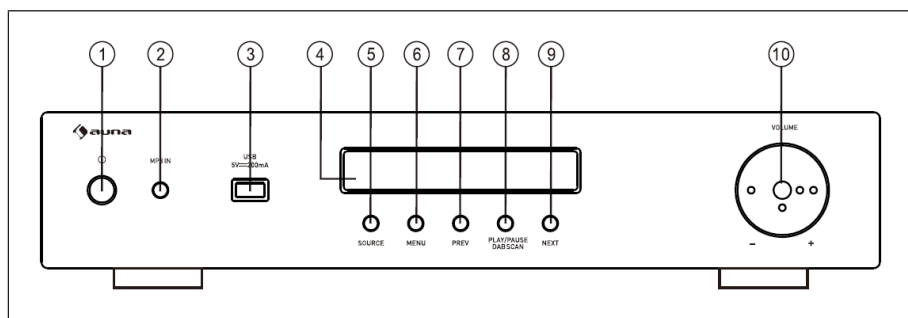 1 2 3 4 5 6 7 8 9 10
auna
VOLUME
MP3 IN
USB
5V⎓200mA
SOURCE
MENU
PREV
PLAY/PAUSE
DAB SCAN
NEXT
− +